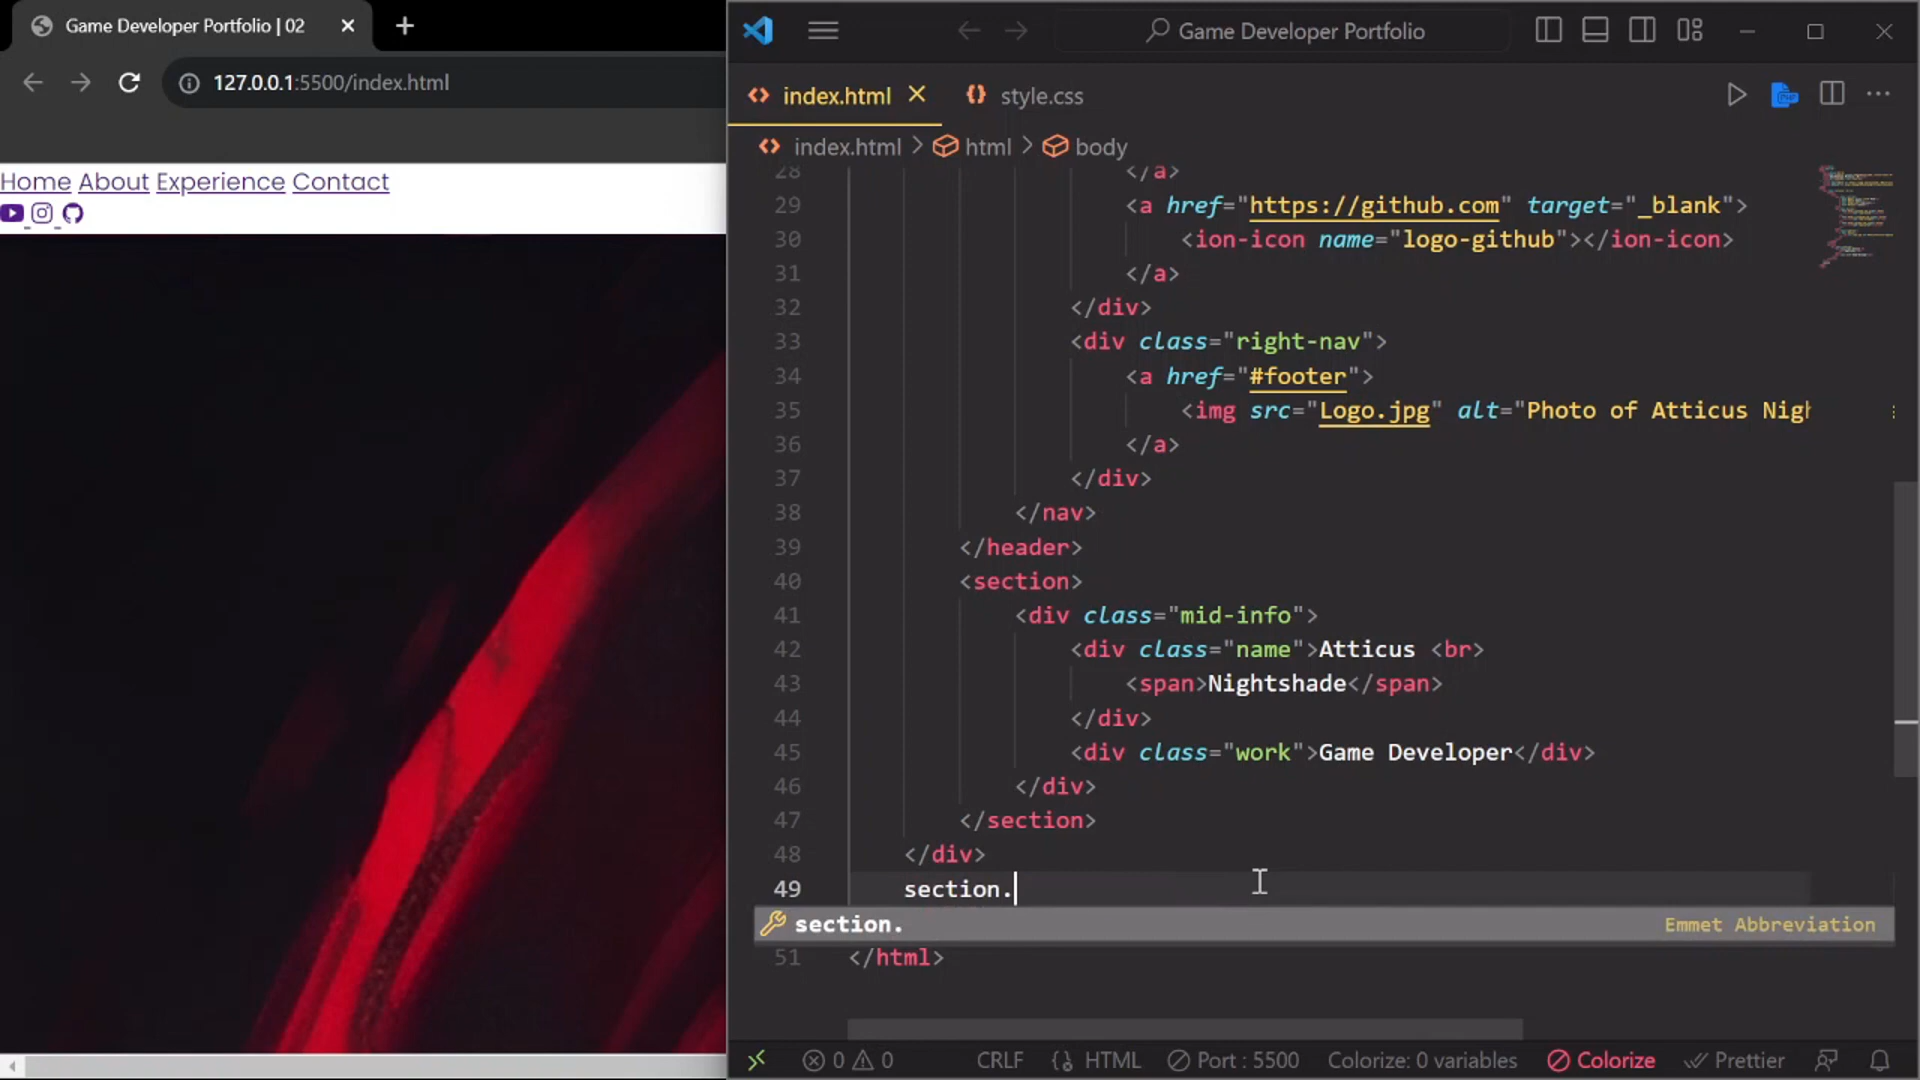 Game Developer Portfolio | 02
127.0.0.1:5500/index.html
Home About Experience Contact
Game Developer Portfolio
index.html
style.css
index.html > html > body
28 </a>
29 <a href="https://github.com" target="_blank">
30 <ion-icon name="logo-github"></ion-icon>
31 </a>
32 </div>
33 <div class="right-nav">
34 <a href="#footer">
35 <img src="Logo.jpg" alt="Photo of Atticus Nigh
36 </a>
37 </div>
38 </nav>
39 </header>
40 <section>
41 <div class="mid-info">
42 <div class="name">Atticus <br>
43 <span>Nightshade</span>
44 </div>
45 <div class="work">Game Developer</div>
46 </div>
47 </section>
48 </div>
49 section.
section. Emmet Abbreviation
51 </html>
0 0 CRLF HTML Port : 5500 Colorize: 0 variables Colorize Prettier